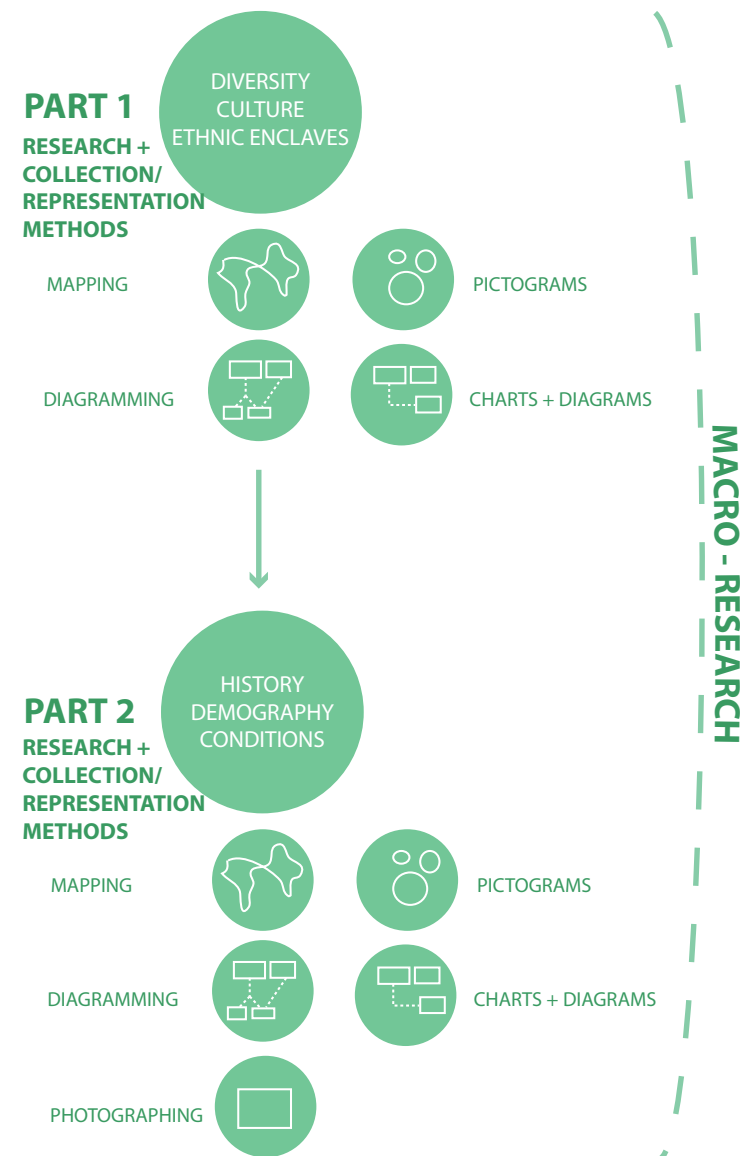 DIVERSITY
CULTURE
ETHNIC ENCLAVES
PART 1
RESEARCH +
COLLECTION/
REPRESENTATION
METHODS
MAPPING
PICTOGRAMS
DIAGRAMMING
CHARTS + DIAGRAMS
MACRO - RESEARCH
HISTORY
DEMOGRAPHY
CONDITIONS
PART 2
RESEARCH +
COLLECTION/
REPRESENTATION
METHODS
MAPPING
PICTOGRAMS
DIAGRAMMING
CHARTS + DIAGRAMS
PHOTOGRAPHING